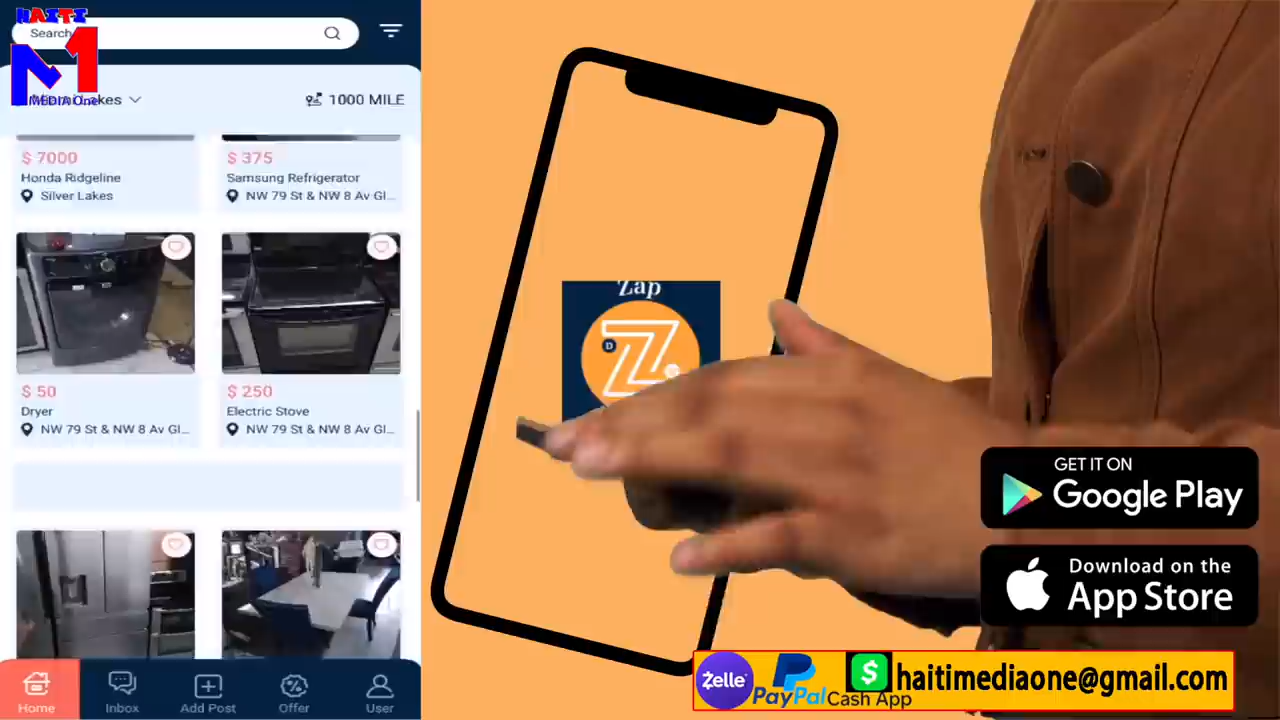 HAITI
M1
MEDIA One
Search
Miami Lakes
1000 MILE
$ 7000
Honda Ridgeline
Silver Lakes
$ 375
Samsung Refrigerator
NW 79 St & NW 8 Av Gl...
$ 50
Dryer
NW 79 St & NW 8 Av Gl...
$ 250
Electric Stove
NW 79 St & NW 8 Av Gl...
Home
Inbox
Add Post
Offer
User
Zap
Z
D
GET IT ON
Google Play
Download on the
App Store
Zelle
PayPal
$
Cash App
haitimediaone@gmail.com